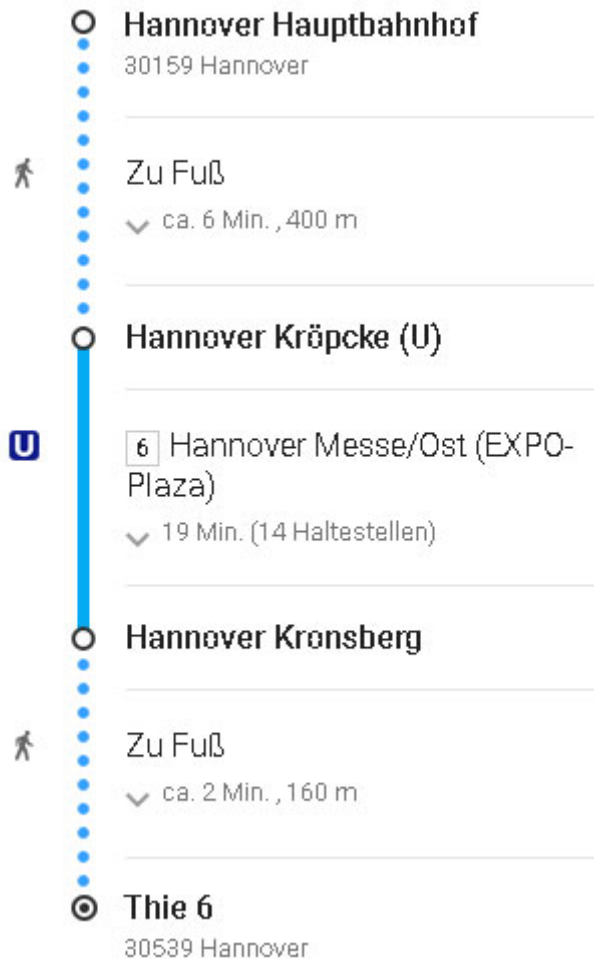 Hannover Hauptbahnhof
30159 Hannover
Zu Fuß
ca. 6 Min. , 400 m
Hannover Kröpcke (U)
U
6 Hannover Messe/Ost (EXPO-
Plaza)
19 Min. (14 Haltestellen)
Hannover Kronsberg
Zu Fuß
ca. 2 Min. , 160 m
Thie 6
30539 Hannover